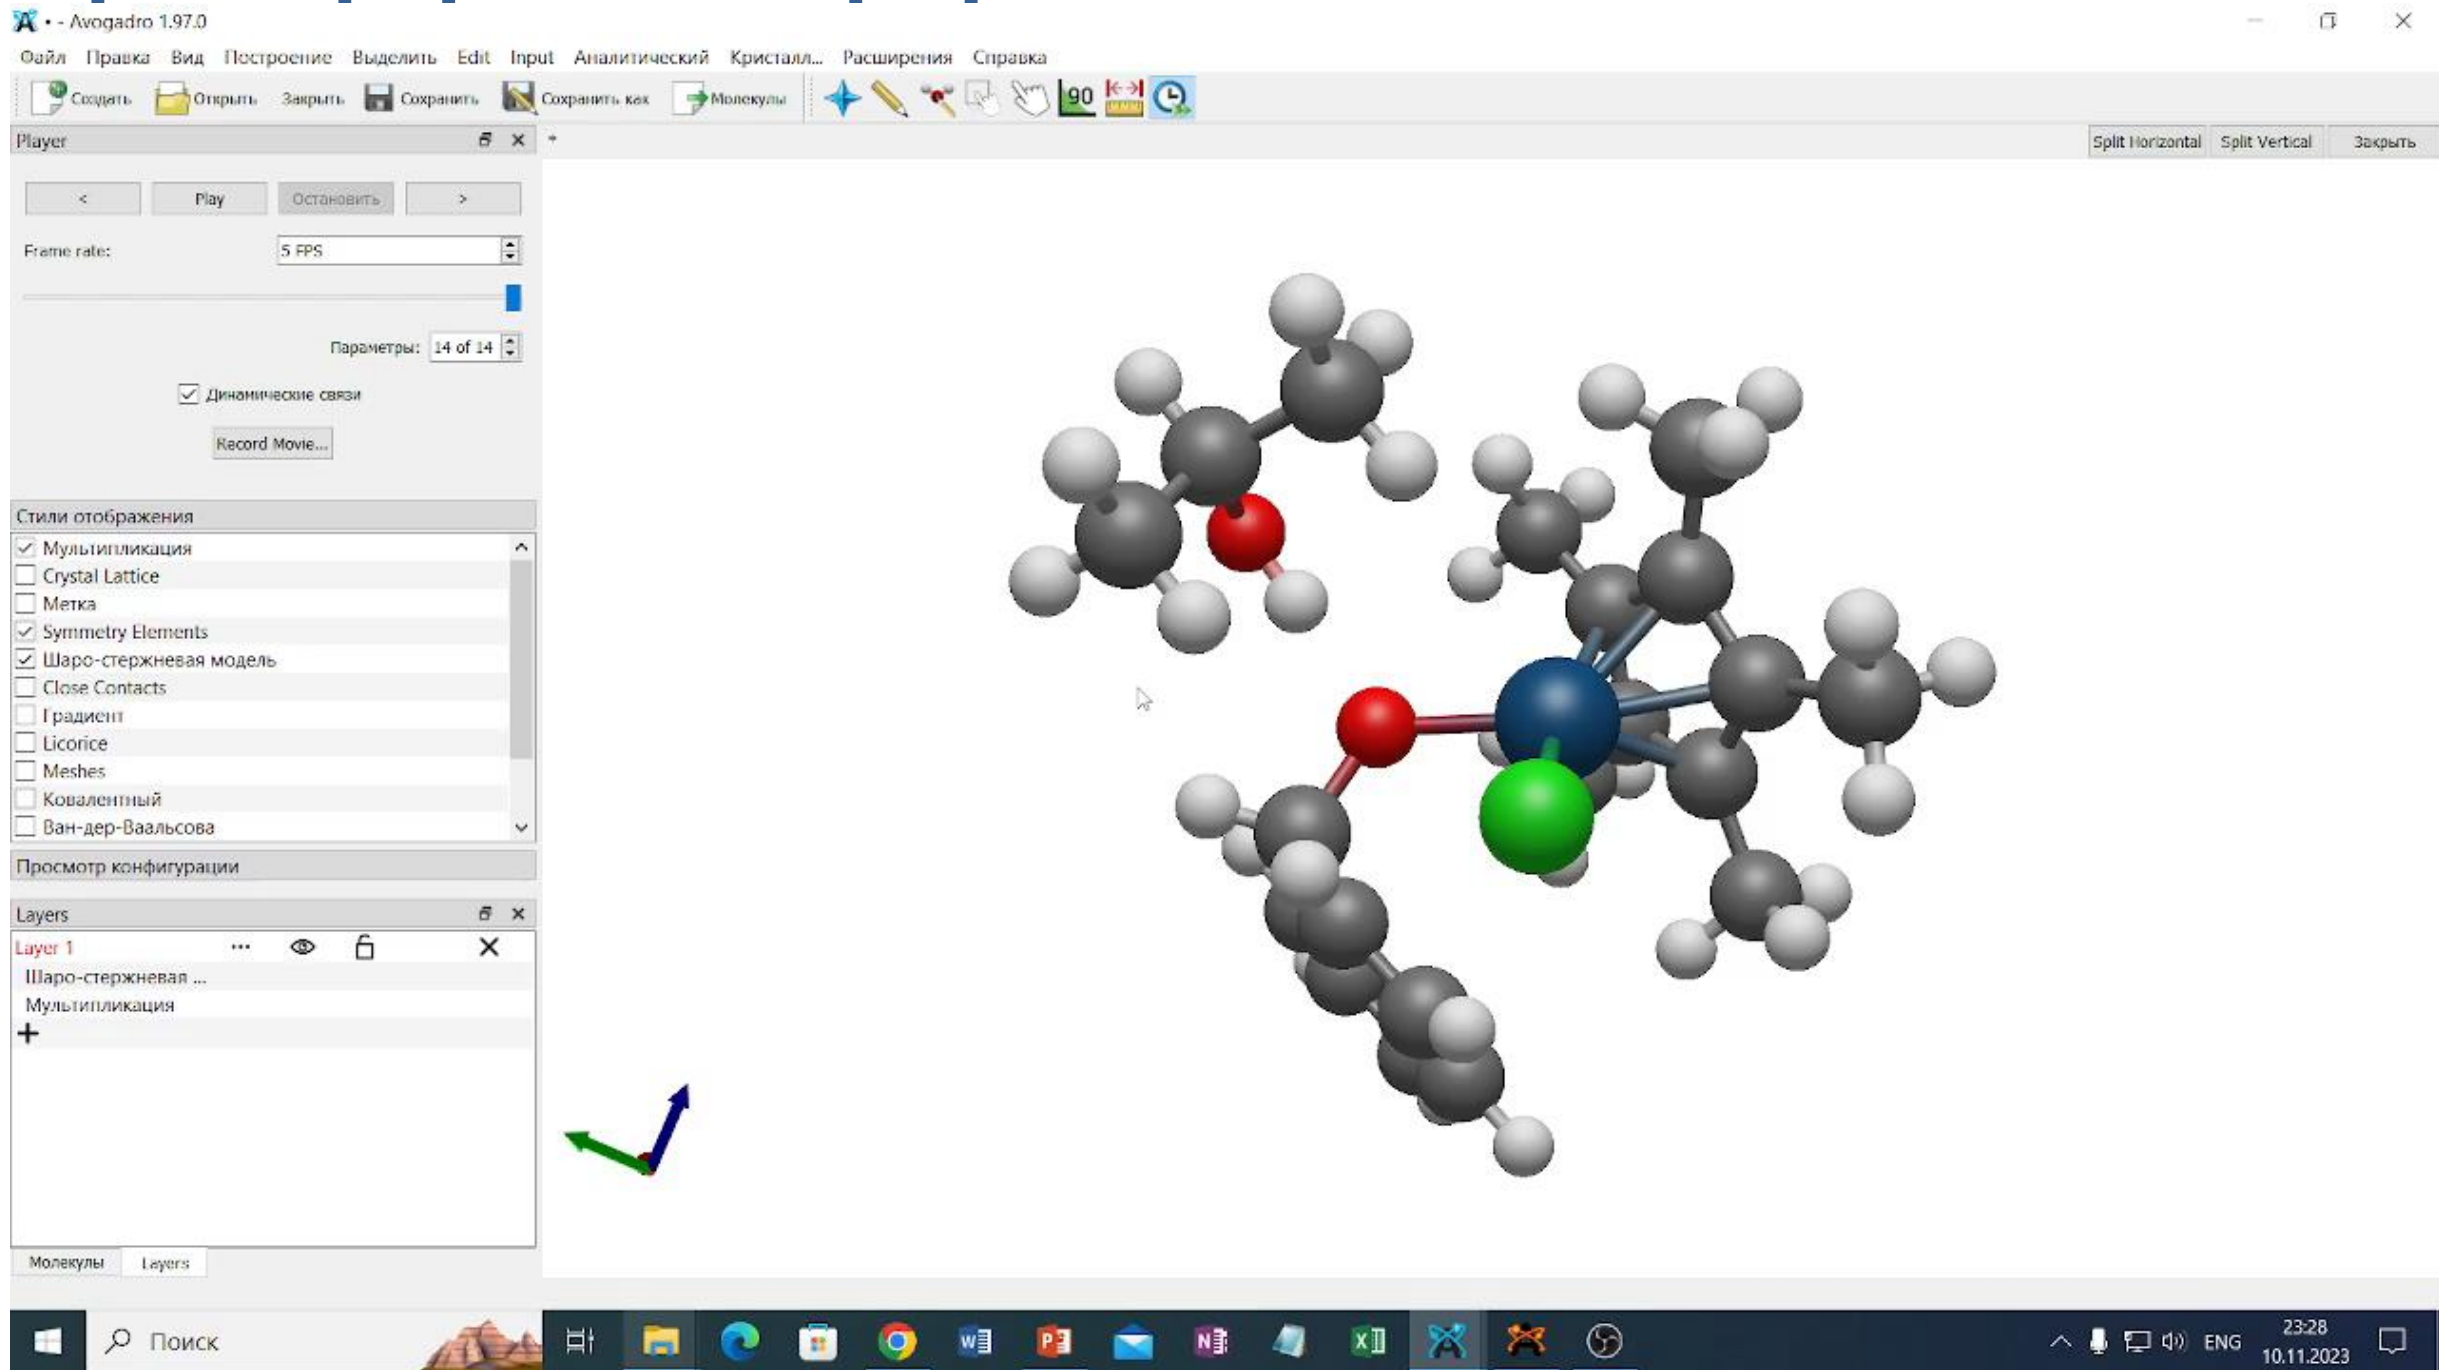 • - Avogadro 1.97.0
Файл Правка Вид Построение Выделить Edit Input Аналитический Кристалл... Расширения Справка
Создать Открыть Закрыть Сохранить Сохранить как Молекулы 90
Player
Split Horizontal Split Vertical Закрыть
< Play Остановить >
Frame rate: 5 FPS
Параметры: 14 of 14
Динамические связи
Record Movie...
Стили отображения
Мультипликация
Crystal Lattice
Метка
Symmetry Elements
Шаро-стержневая модель
Close Contacts
Градиент
Licorice
Meshes
Ковалентный
Ван-дер-Ваальсова
Просмотр конфигурации
Layers
Layer 1 ...
Шаро-стержневая ...
Мультипликация
Молекулы Layers
Поиск
ENG
23:28
10.11.2023